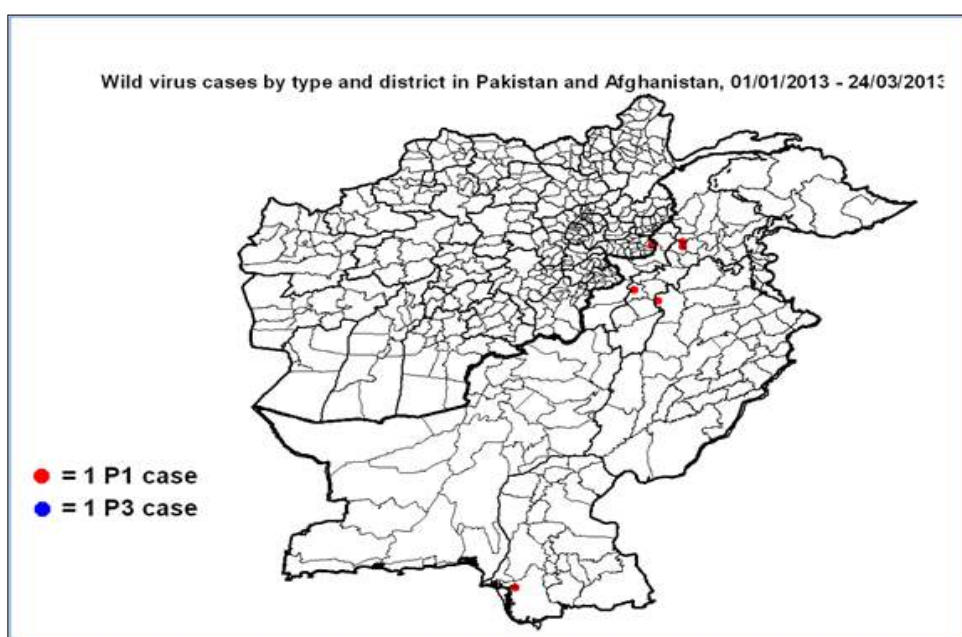 Wild virus cases by type and district in Pakistan and Afghanistan, 01/01/2013 - 24/03/2013
= 1 P1 case
= 1 P3 case